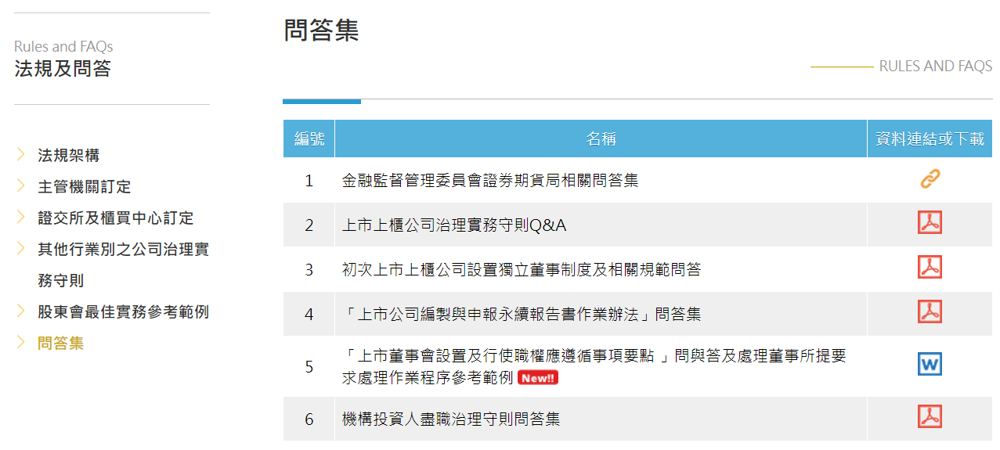 Rules and FAQs
法規及問答
法規架構
主管機關訂定
證交所及櫃買中心訂定
其他行業別之公司治理實
務守則
股東會最佳實務參考範例
問答集
問答集
RULES AND FAQS
編號 名稱 資料連結或下載
1 金融監督管理委員會證券期貨局相關問答集
2 上市上櫃公司治理實務守則Q&A
3 初次上市上櫃公司設置獨立董事制度及相關規範問答
4 「上市公司編製與申報永續報告書作業辦法」問答集
5 「上市董事會設置及行使職權應遵循事項要點 」問與答及處理董事所提要
求處理作業程序參考範例 New!!
W
6 機構投資人盡職治理守則問答集